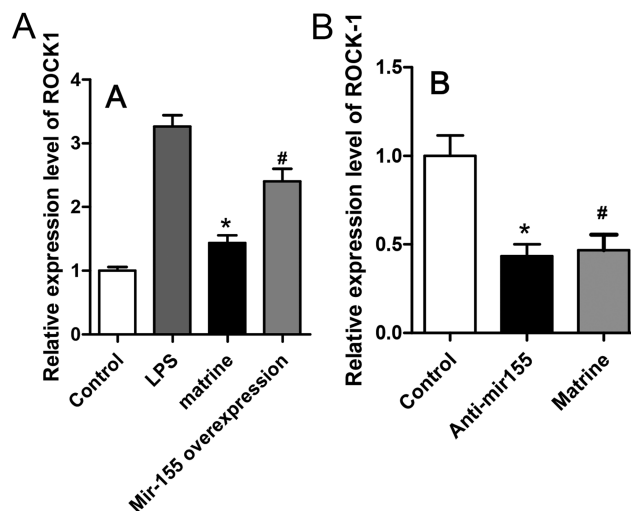 A
Relative expression level of ROCK1
A
4
3
2
1
0
*
#
Control
LPS
matrine
Mir-155 overexpression
B
Relative expression level of ROCK-1
B
1.5
1.0
0.5
0.0
*
#
Control
Anti-mir155
Matrine